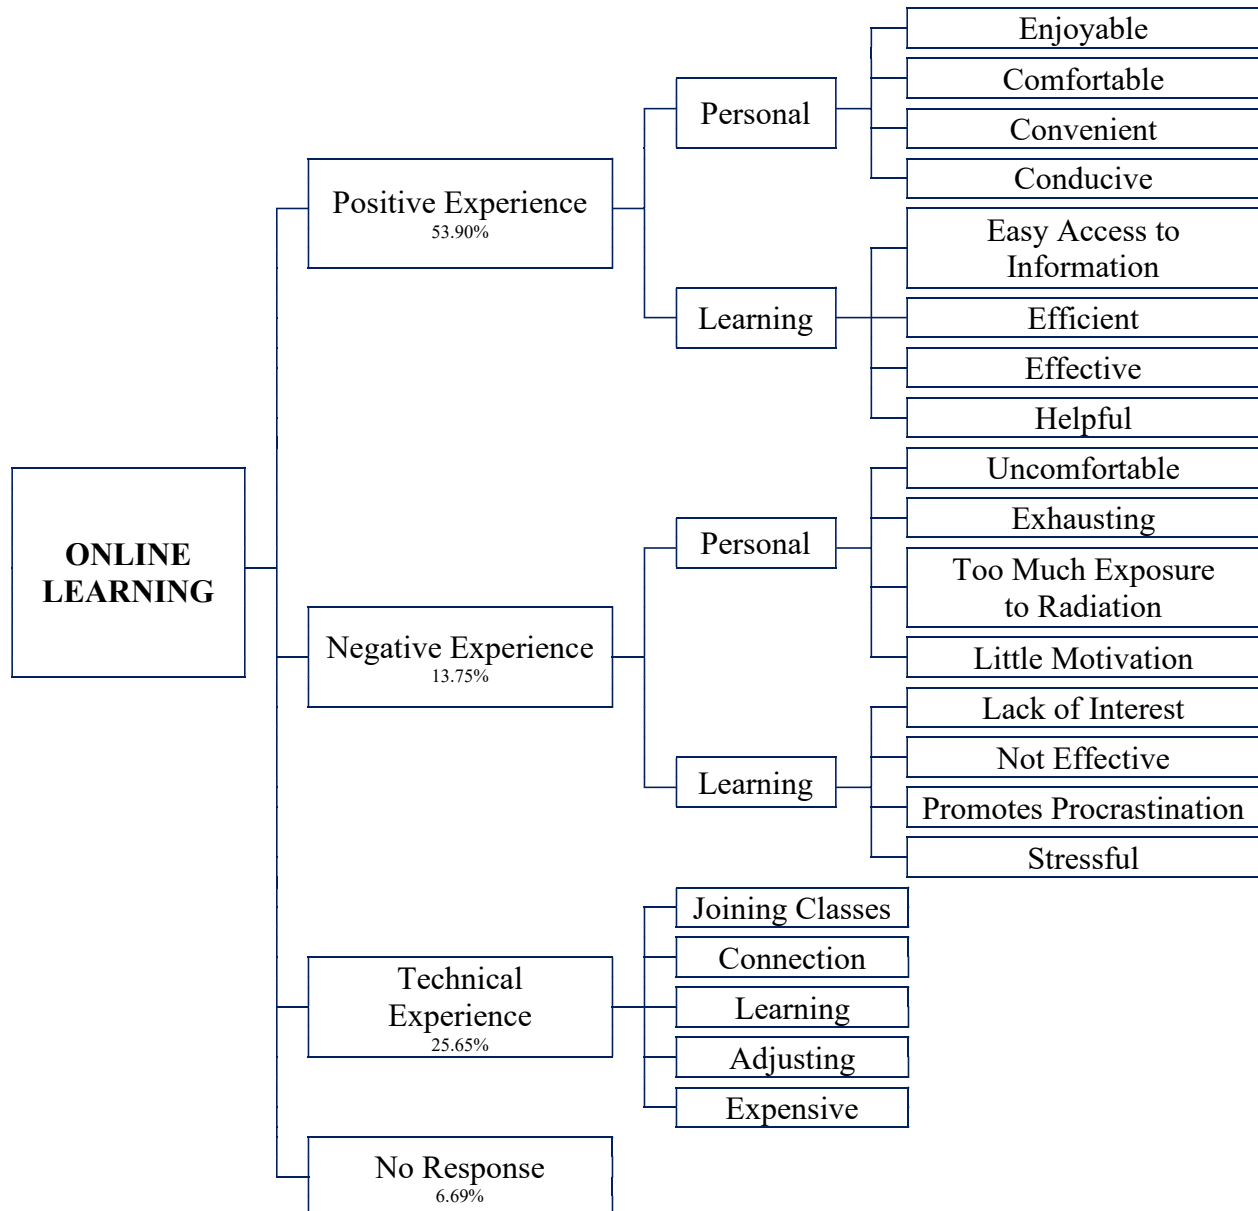 ONLINE
LEARNING
Positive Experience
53.90%
Personal
Enjoyable
Comfortable
Convenient
Conducive
Learning
Easy Access to
Information
Efficient
Effective
Helpful
Negative Experience
13.75%
Personal
Uncomfortable
Exhausting
Too Much Exposure
to Radiation
Little Motivation
Learning
Lack of Interest
Not Effective
Promotes Procrastination
Stressful
Technical
Experience
25.65%
Joining Classes
Connection
Learning
Adjusting
Expensive
No Response
6.69%